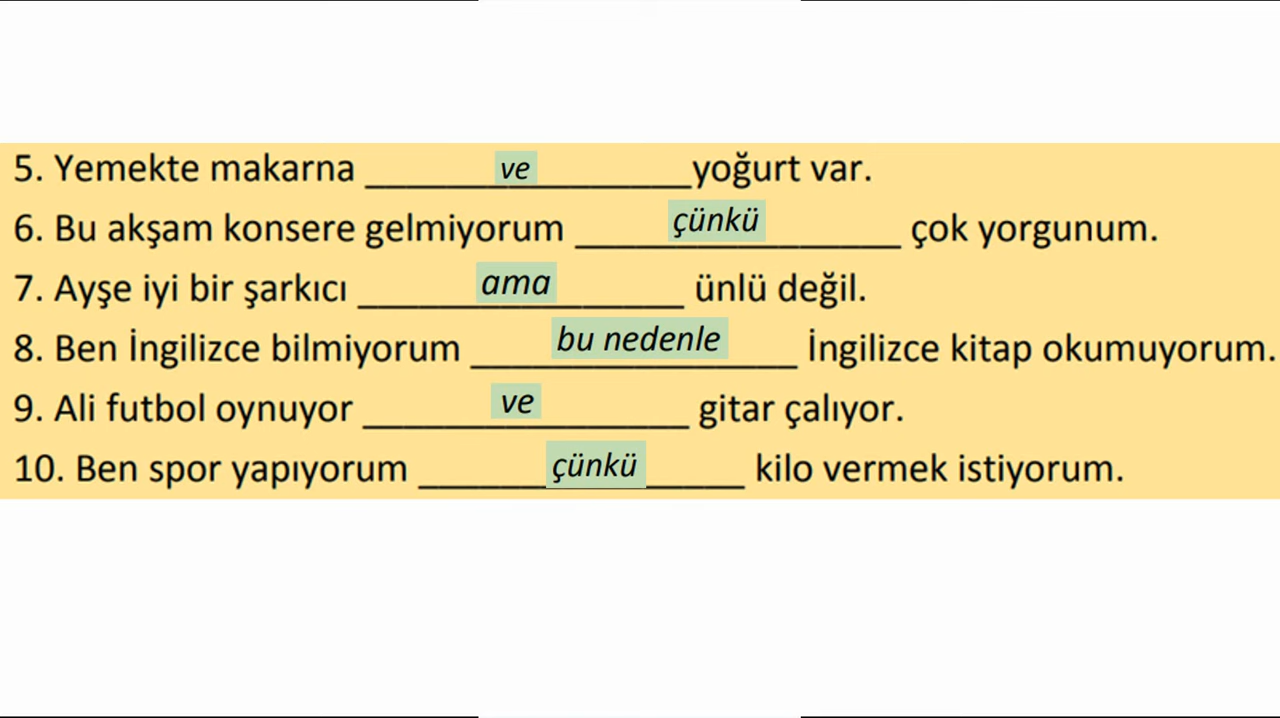 5. Yemekte makarna ve yoğurt var.
6. Bu akşam konsere gelmiyorum çünkü çok yorgunum.
7. Ayşe iyi bir şarkıcı ama ünlü değil.
8. Ben İngilizce bilmiyorum bu nedenle İngilizce kitap okumuyorum.
9. Ali futbol oynuyor ve gitar çalıyor.
10. Ben spor yapıyorum çünkü kilo vermek istiyorum.